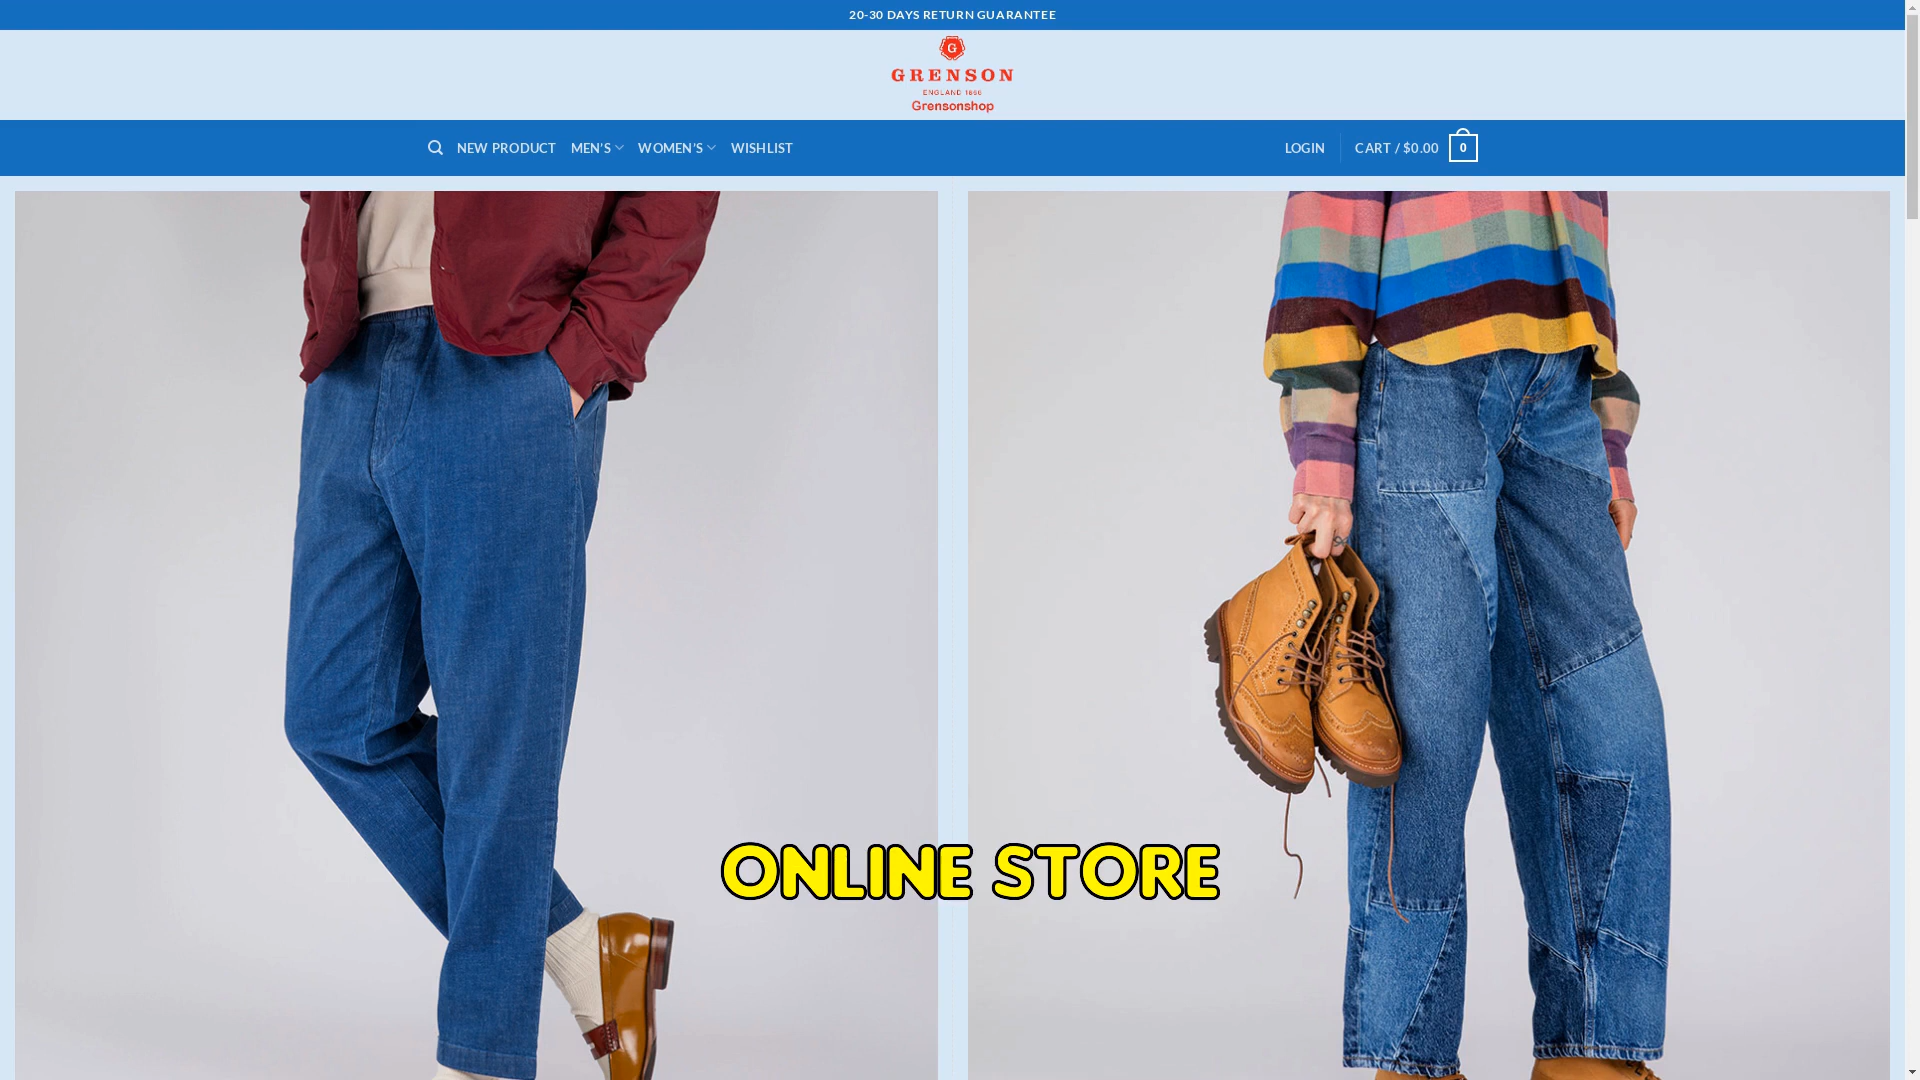 20-30 DAYS RETURN GUARANTEE
G
GRENSON
ENGLAND 1866
Grensonshop
NEW PRODUCT MEN'S WOMEN'S WISHLIST LOGIN CART / $0.00 0
ONLINE STORE